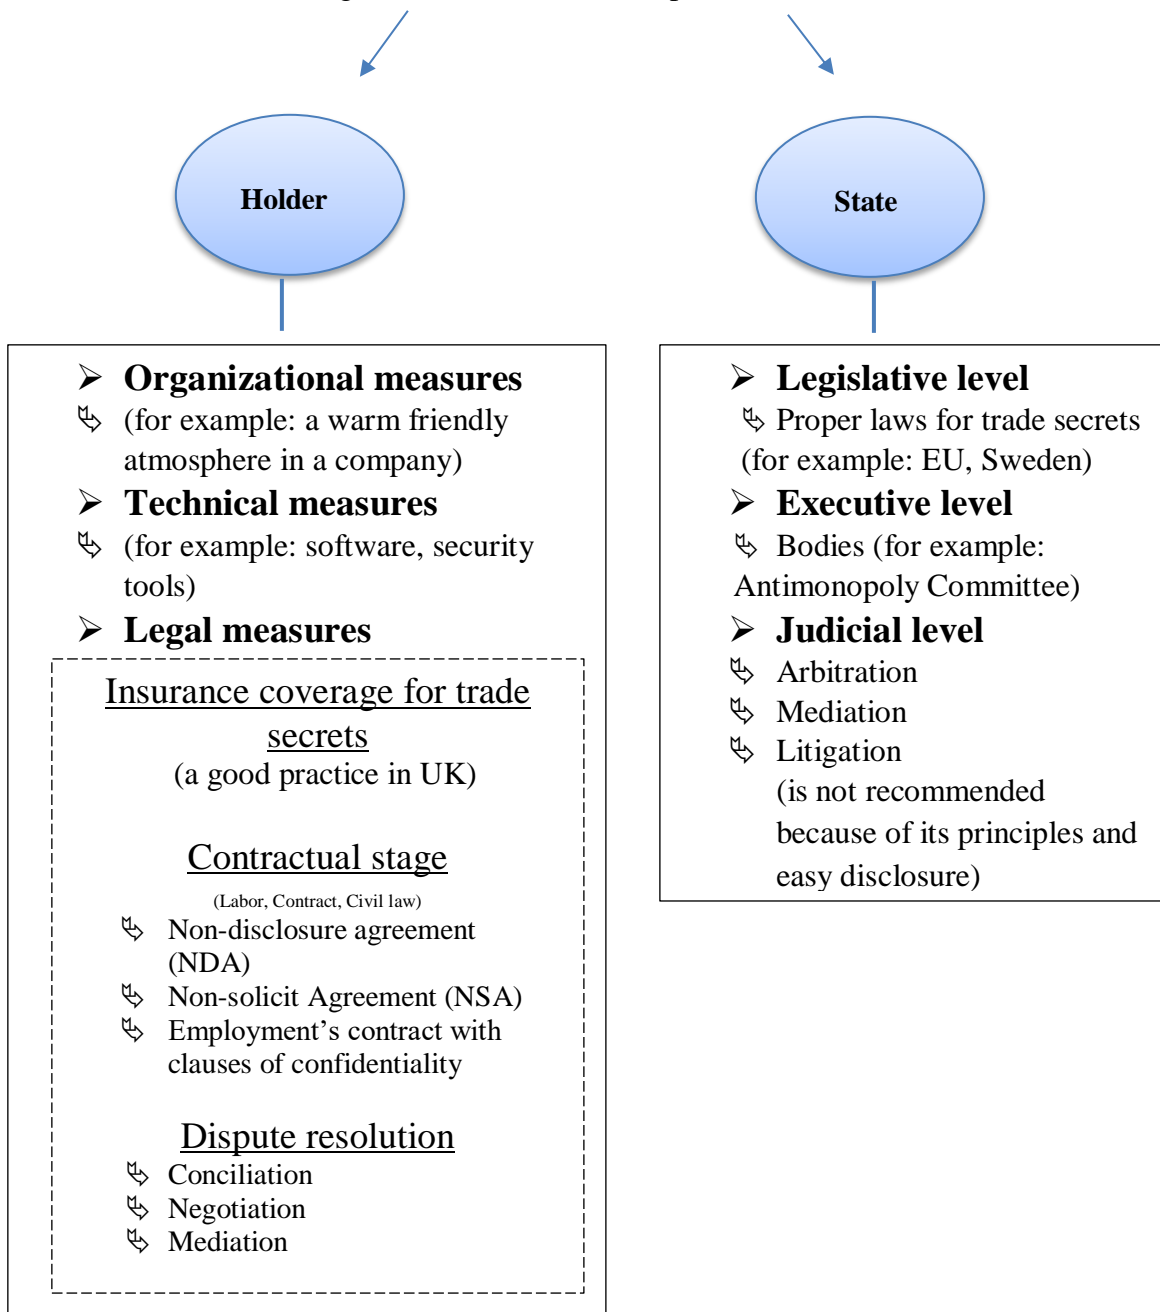 Holder
State
➢ Organizational measures
(for example: a warm friendly
atmosphere in a company)
➢ Technical measures
(for example: software, security
tools)
➢ Legal measures
Insurance coverage for trade
secrets
(a good practice in UK)
Contractual stage
(Labor, Contract, Civil law)
Non-disclosure agreement
(NDA)
Non-solicit Agreement (NSA)
Employment’s contract with
clauses of confidentiality
Dispute resolution
Conciliation
Negotiation
Mediation
➢ Legislative level
Proper laws for trade secrets
(for example: EU, Sweden)
➢ Executive level
Bodies (for example:
Antimonopoly Committee)
➢ Judicial level
Arbitration
Mediation
Litigation
(is not recommended
because of its principles and
easy disclosure)